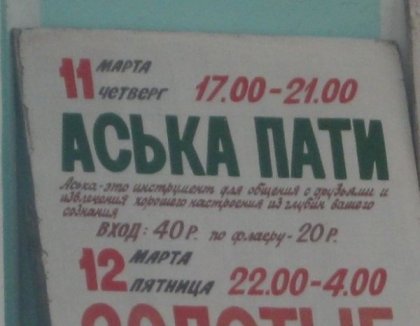 11 МАРТА
ЧЕТВЕРГ 17.00-21.00
АСЬКА ПАТИ
Аська-это инструмент для общения с друзьями и
извлечения хорошего настроения из глубин вашего
сознания
ВХОД: 40 Р. по флаеру-20 Р.
12 МАРТА
ПЯТНИЦА 22.00-4.00
ЗОЛОТЫЕ